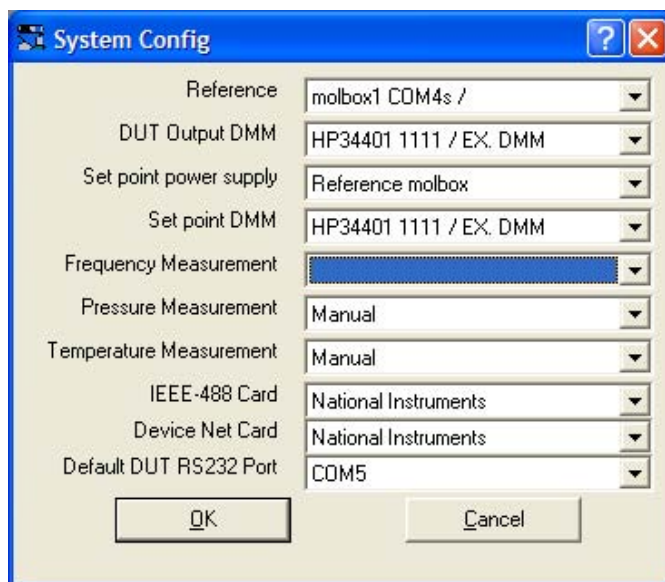 System Config
Reference molbox1 COM4s /
DUT Output DMM HP34401 1111 / EX. DMM
Set point power supply Reference molbox
Set point DMM HP34401 1111 / EX. DMM
Frequency Measurement
Pressure Measurement Manual
Temperature Measurement Manual
IEEE-488 Card National Instruments
Device Net Card National Instruments
Default DUT RS232 Port COM5
OK Cancel